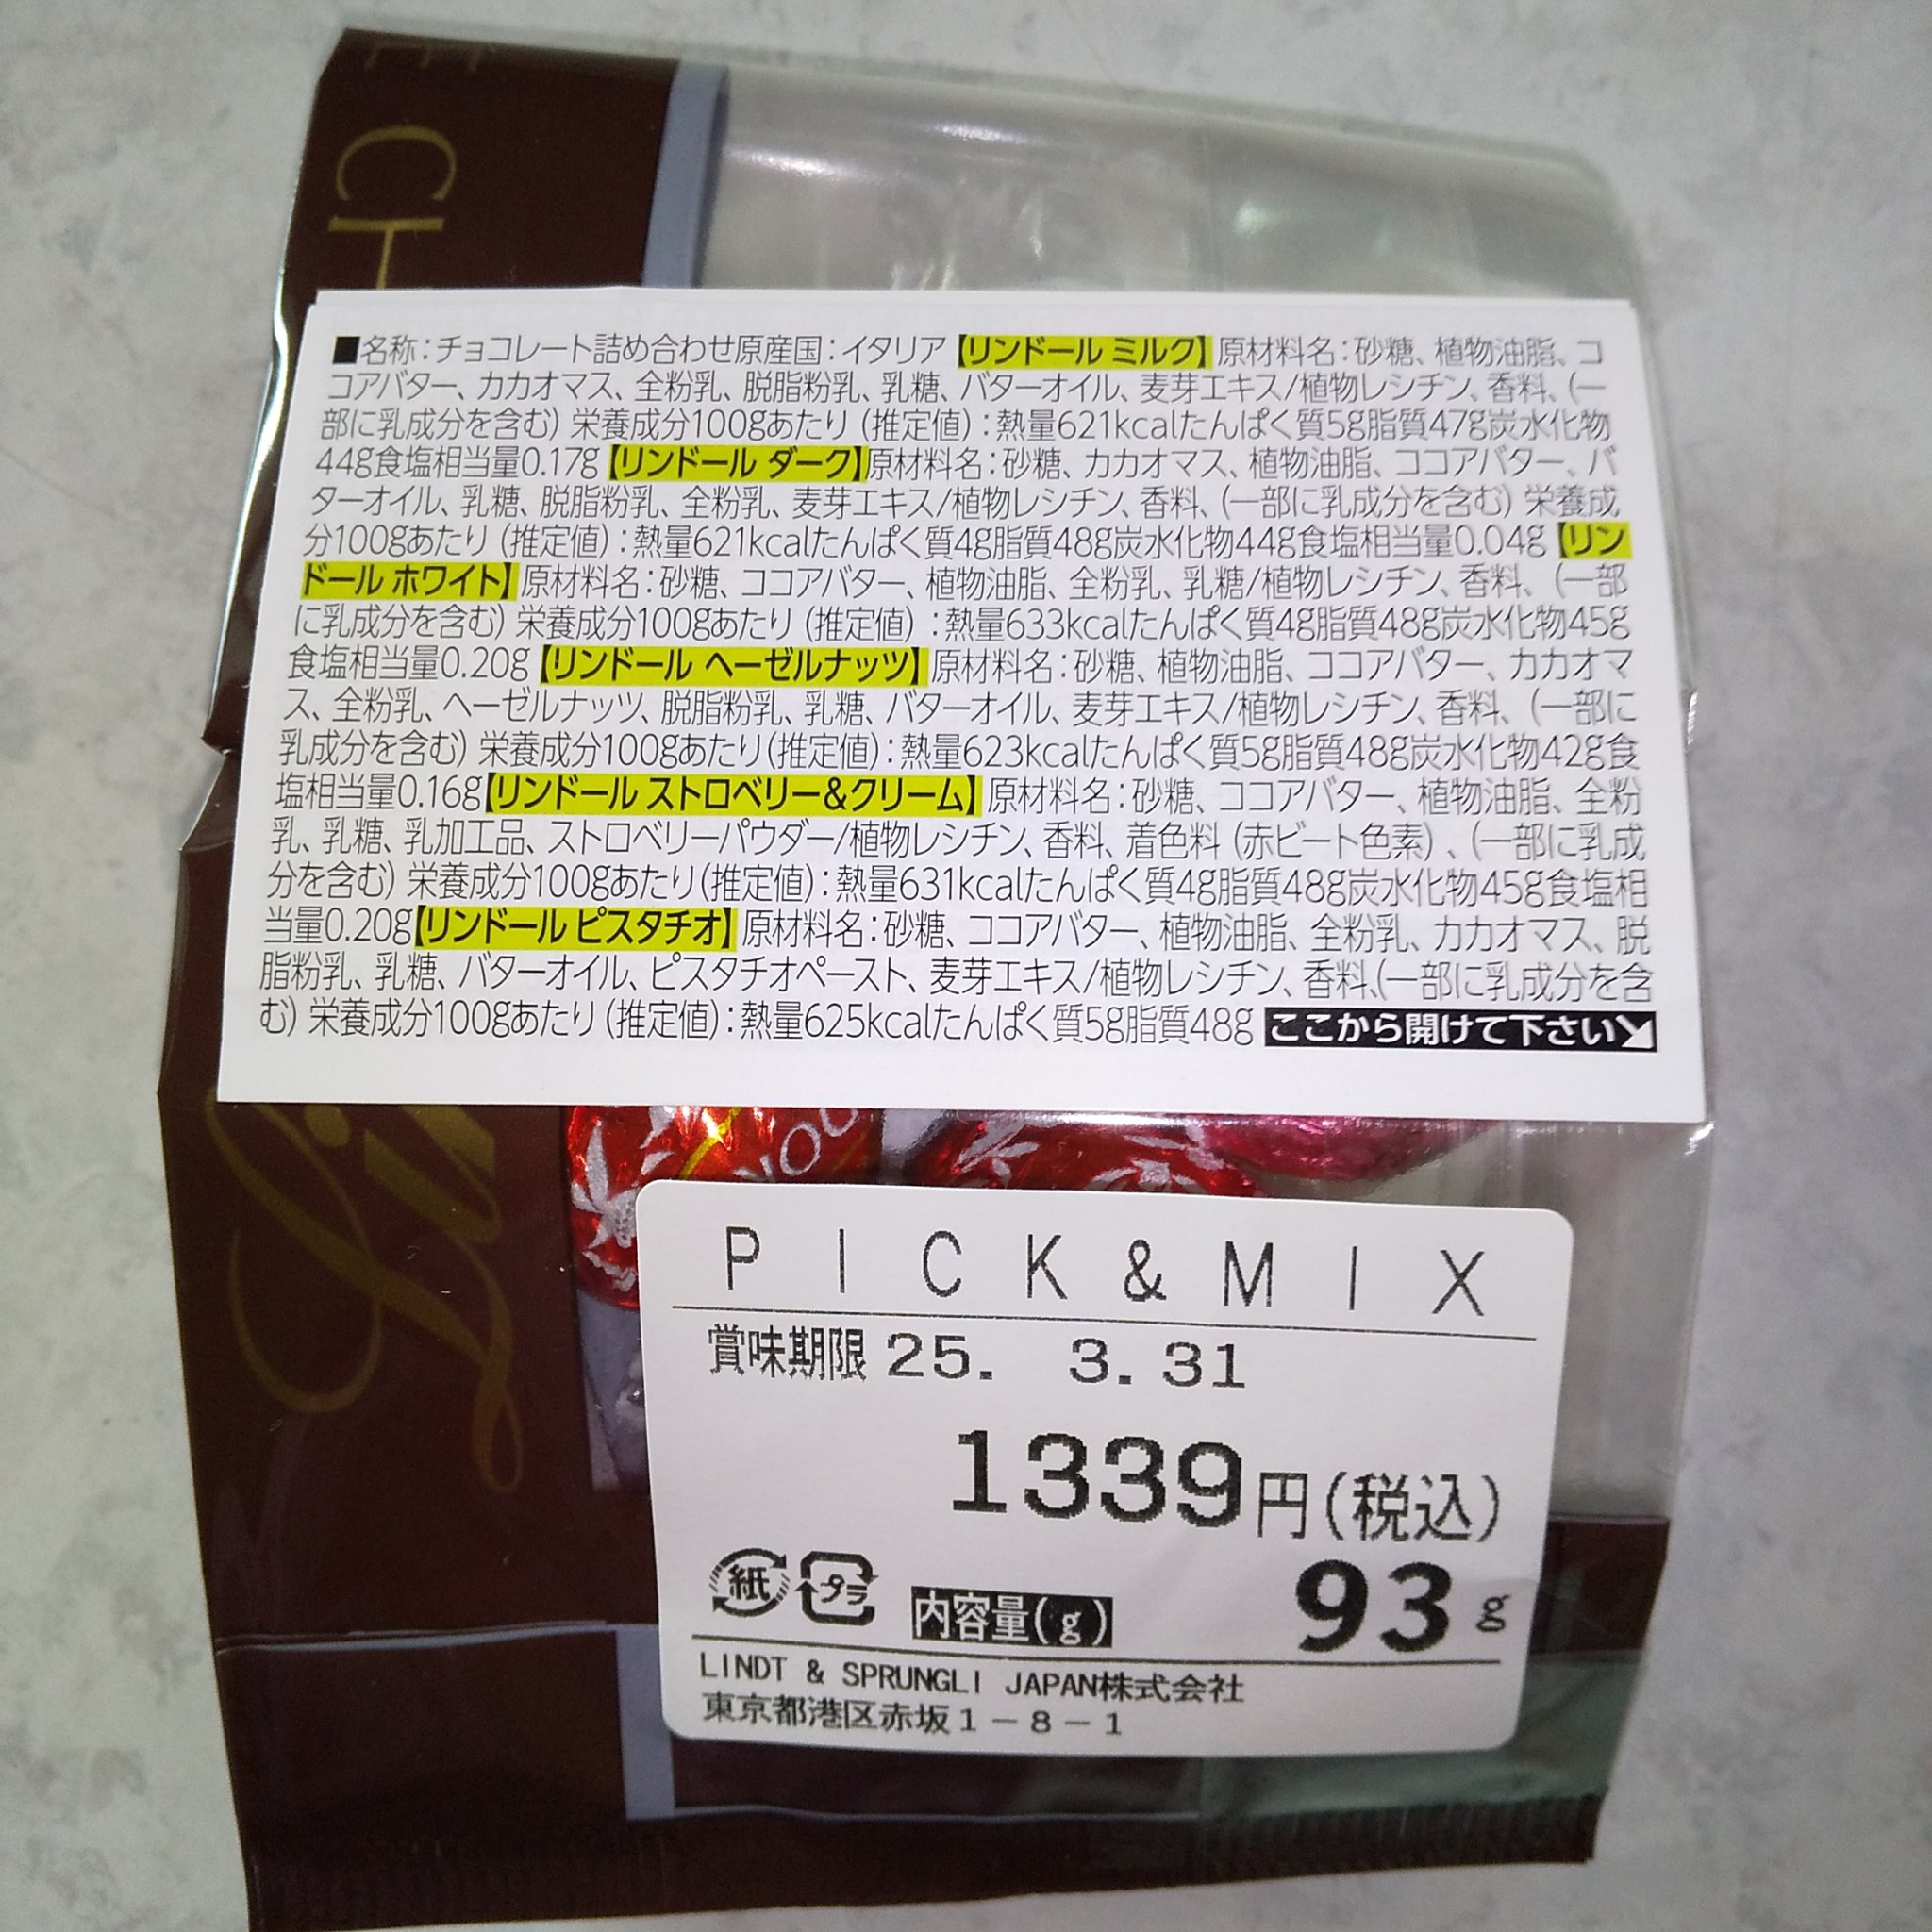 E CH
■名称：チョコレート詰め合わせ原産国：イタリア【リンドール ミルク】原材料名：砂糖、植物油脂、コ
コアバター、カカオマス、全粉乳、脱脂粉乳、乳糖、バターオイル、麦芽エキス/植物レシチン、香料、（一
部に乳成分を含む）栄養成分100gあたり（推定値）：熱量621kcalたんぱく質5g脂質47g炭水化物
44g食塩相当量0.17g【リンドール ダーク】原材料名：砂糖、カカオマス、植物油脂、ココアバター、バ
ターオイル、乳糖、脱脂粉乳、全粉乳、麦芽エキス/植物レシチン、香料、（一部に乳成分を含む）栄養成
分100gあたり（推定値）：熱量621kcalたんぱく質4g脂質48g炭水化物44g食塩相当量0.04g【リン
ドール ホワイト】原材料名：砂糖、ココアバター、植物油脂、全粉乳、乳糖/植物レシチン、香料、（一部
に乳成分を含む）栄養成分100gあたり（推定値）：熱量633kcalたんぱく質4g脂質48g炭水化物45g
食塩相当量0.20g【リンドール ヘーゼルナッツ】原材料名：砂糖、植物油脂、ココアバター、カカオマ
ス、全粉乳、ヘーゼルナッツ、脱脂粉乳、乳糖、バターオイル、麦芽エキス/植物レシチン、香料、（一部に
乳成分を含む）栄養成分100gあたり（推定値）：熱量623kcalたんぱく質5g脂質48g炭水化物42g食
塩相当量0.16g【リンドール ストロベリー＆クリーム】原材料名：砂糖、ココアバター、植物油脂、全粉
乳、乳糖、乳加工品、ストロベリーパウダー/植物レシチン、香料、着色料（赤ビート色素）、（一部に乳成
分を含む）栄養成分100gあたり（推定値）：熱量631kcalたんぱく質4g脂質48g炭水化物45g食塩相
当量0.20g【リンドール ピスタチオ】原材料名：砂糖、ココアバター、植物油脂、全粉乳、カカオマス、脱
脂粉乳、乳糖、バターオイル、ピスタチオペースト、麦芽エキス/植物レシチン、香料、（一部に乳成分を含
む）栄養成分100gあたり（推定値）：熱量625kcalたんぱく質5g脂質48g ここから開けて下さい
PICK&MIX
賞味期限 25. 3.31
1339円（税込）
紙 プラ 内容量(g) 93g
LINDT & SPRUNGLI JAPAN株式会社
東京都港区赤坂1－8－1